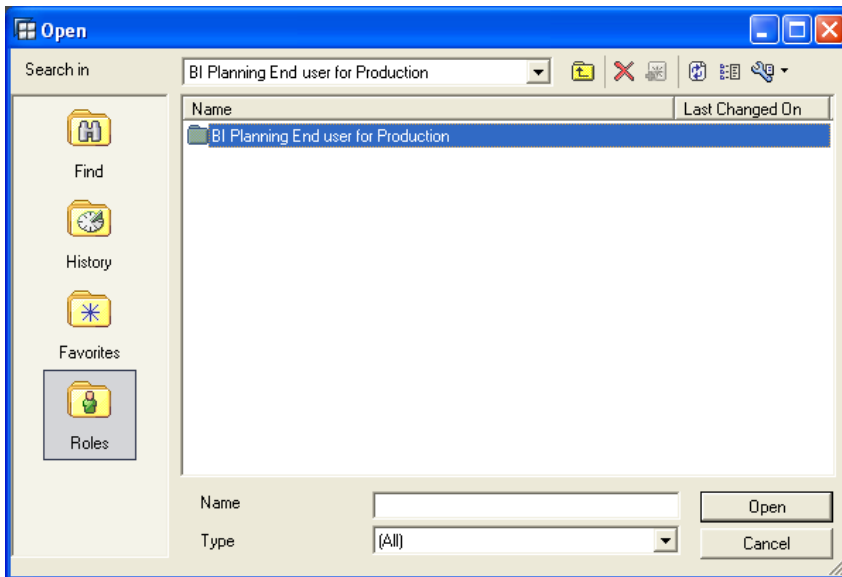 Open
Search in
BI Planning End user for Production
Name
Last Changed On
BI Planning End user for Production
Find
History
Favorites
Roles
Name
Open
Type
(All)
Cancel